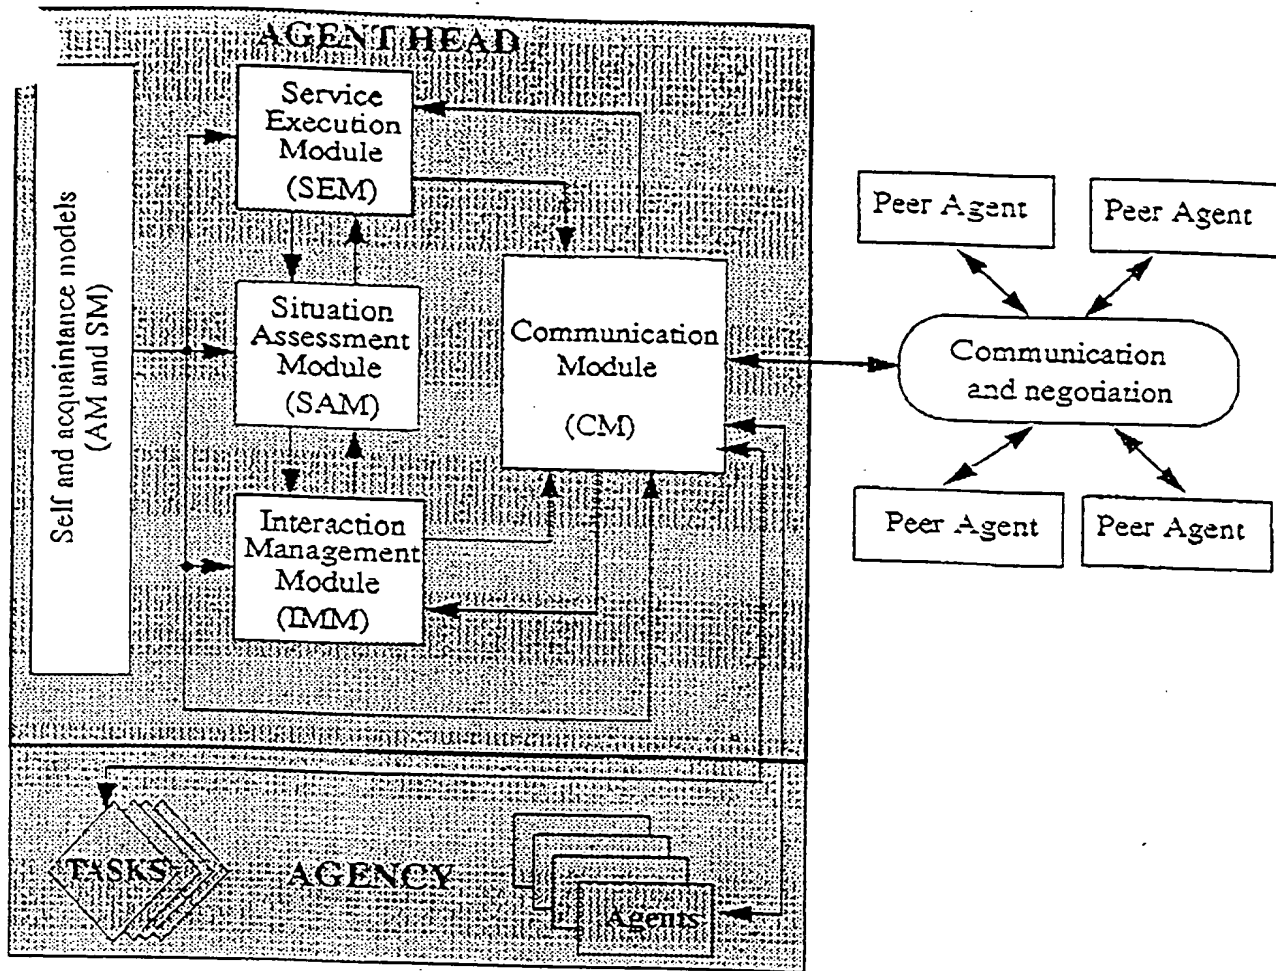 AGENT HEAD
Self and acquaintance models
(AM and SM)
Service
Execution
Module
(SEM)
Situation
Assessment
Module
(SAM)
Interaction
Management
Module
(IMM)
Communication
Module
(CM)
Peer Agent
Peer Agent
Communication
and negotiation
Peer Agent
Peer Agent
TASKS
AGENCY
Agents